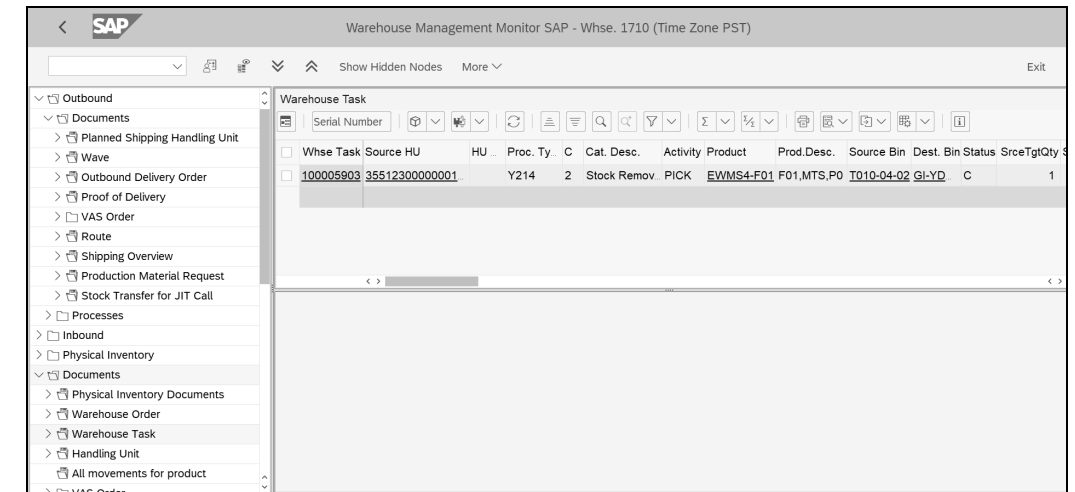 SAP
Warehouse Management Monitor SAP - Whse. 1710 (Time Zone PST)
Show Hidden Nodes More Exit
Outbound
Documents
Planned Shipping Handling Unit
Wave
Outbound Delivery Order
Proof of Delivery
VAS Order
Route
Shipping Overview
Production Material Request
Stock Transfer for JIT Call
Processes
Inbound
Physical Inventory
Documents
Physical Inventory Documents
Warehouse Order
Warehouse Task
Handling Unit
All movements for product
VAS Order
Warehouse Task
Serial Number
Whse Task Source HU HU ... Proc. Ty... C Cat. Desc. Activity Product Prod.Desc. Source Bin Dest. Bin Status SrceTgtQty S
100005903 35512300000001... Y214 2 Stock Remov... PICK EWMS4-F01 F01,MTS,P0 T010-04-02 GI-YD... C 1